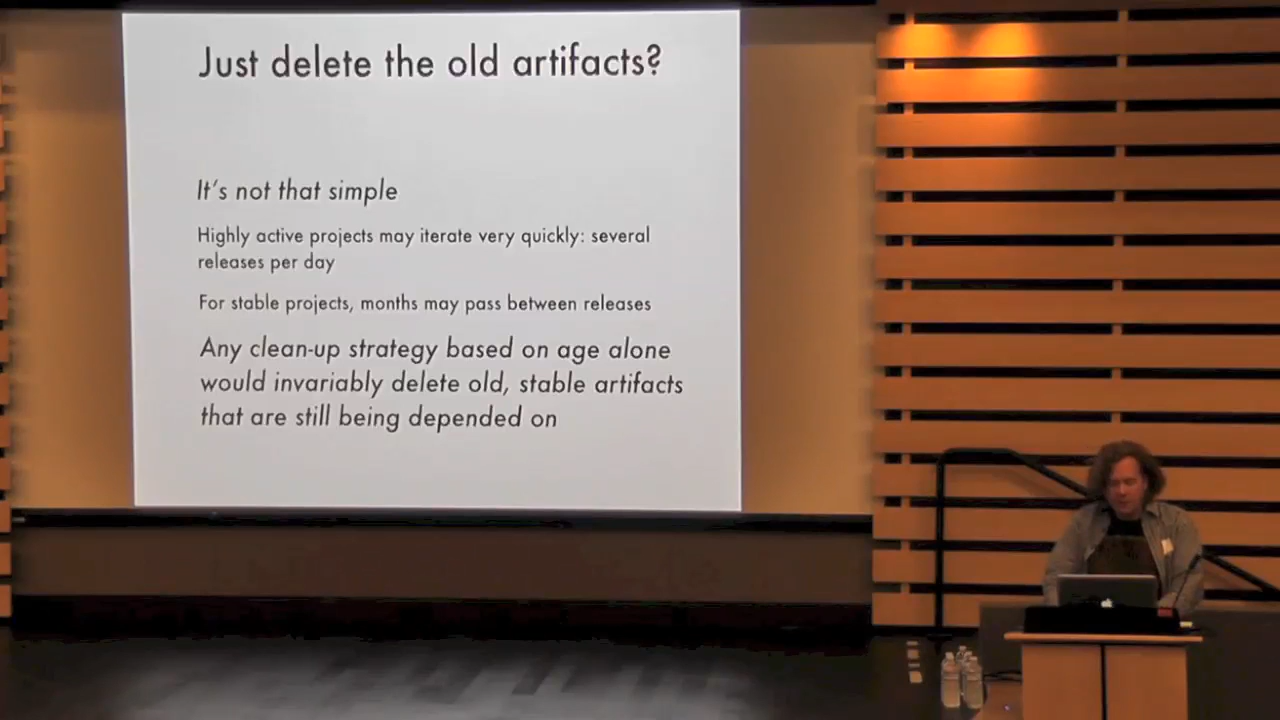 Just delete the old artifacts?
It's not that simple
Highly active projects may iterate very quickly: several
releases per day
For stable projects, months may pass between releases
Any clean-up strategy based on age alone
would invariably delete old, stable artifacts
that are still being depended on